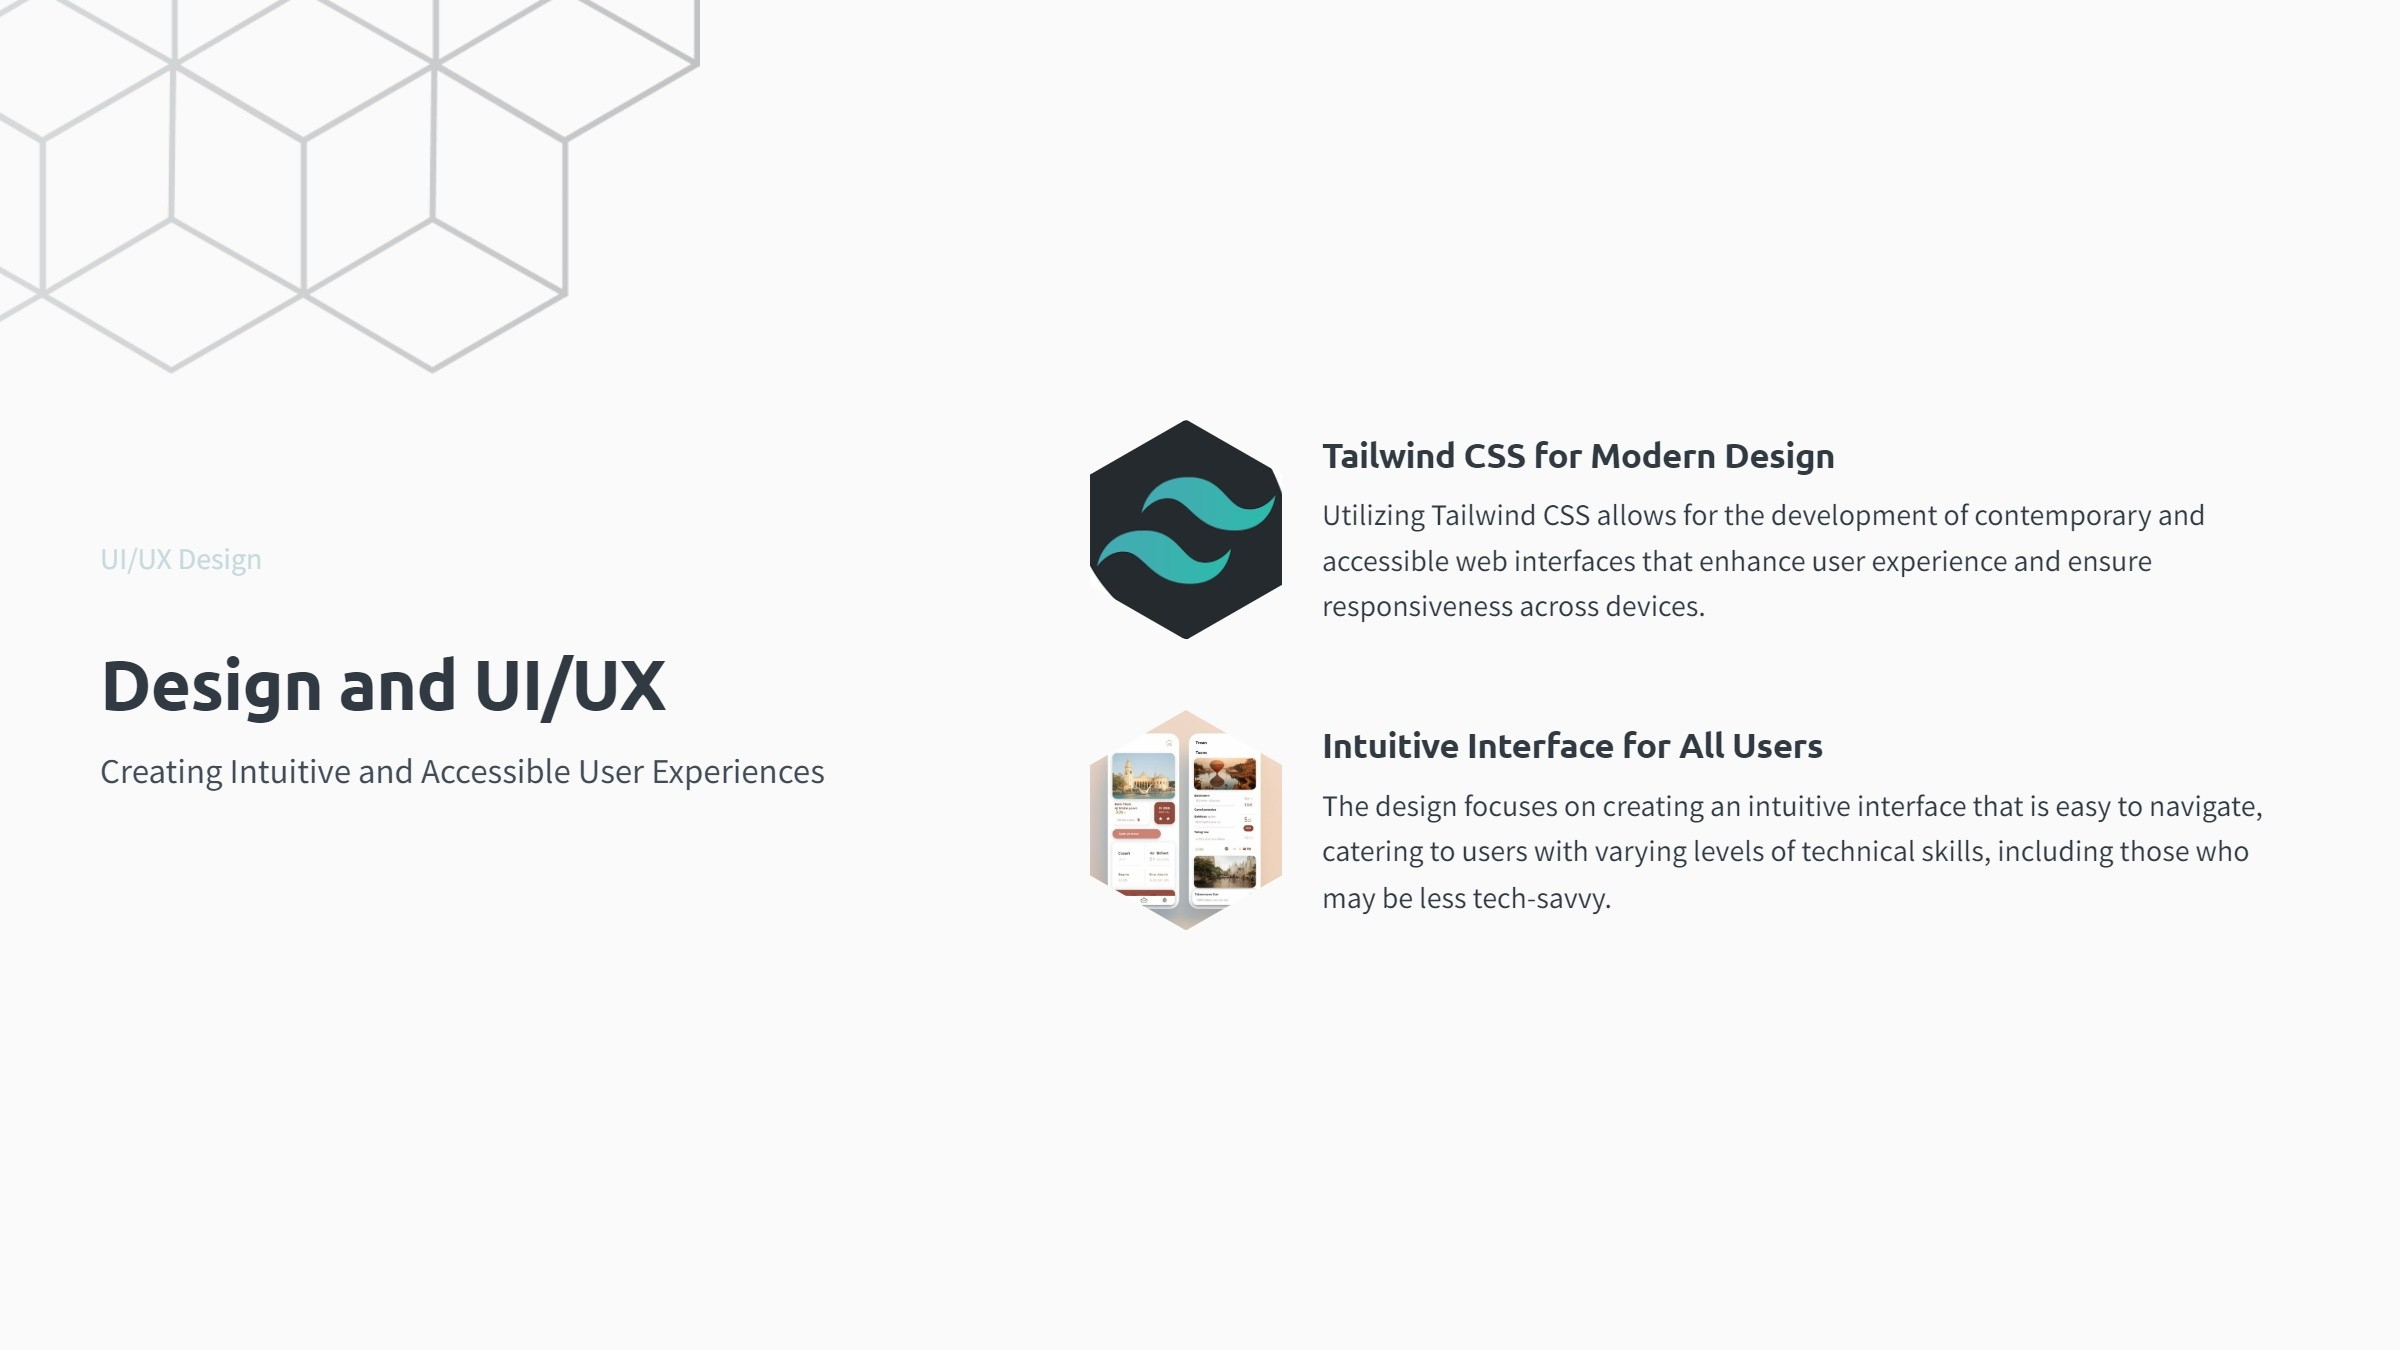 UI/UX Design
Design and UI/UX
Creating Intuitive and Accessible User Experiences
Tailwind CSS for Modern Design
Utilizing Tailwind CSS allows for the development of contemporary and
accessible web interfaces that enhance user experience and ensure
responsiveness across devices.
Intuitive Interface for All Users
The design focuses on creating an intuitive interface that is easy to navigate,
catering to users with varying levels of technical skills, including those who
may be less tech-savvy.